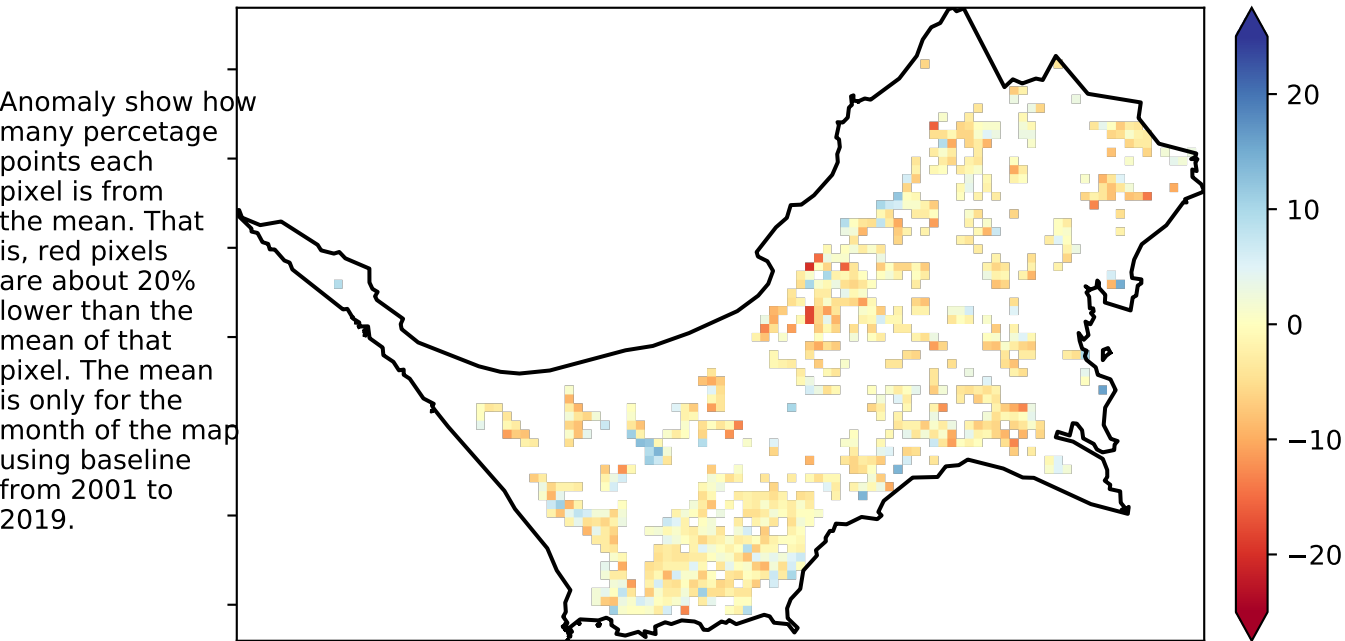 Anomaly show how
many percetage
points each
pixel is from
the mean. That
is, red pixels
are about 20%
lower than the
mean of that
pixel. The mean
is only for the
month of the map
using baseline
from 2001 to
2019.
20
10
0
−10
−20